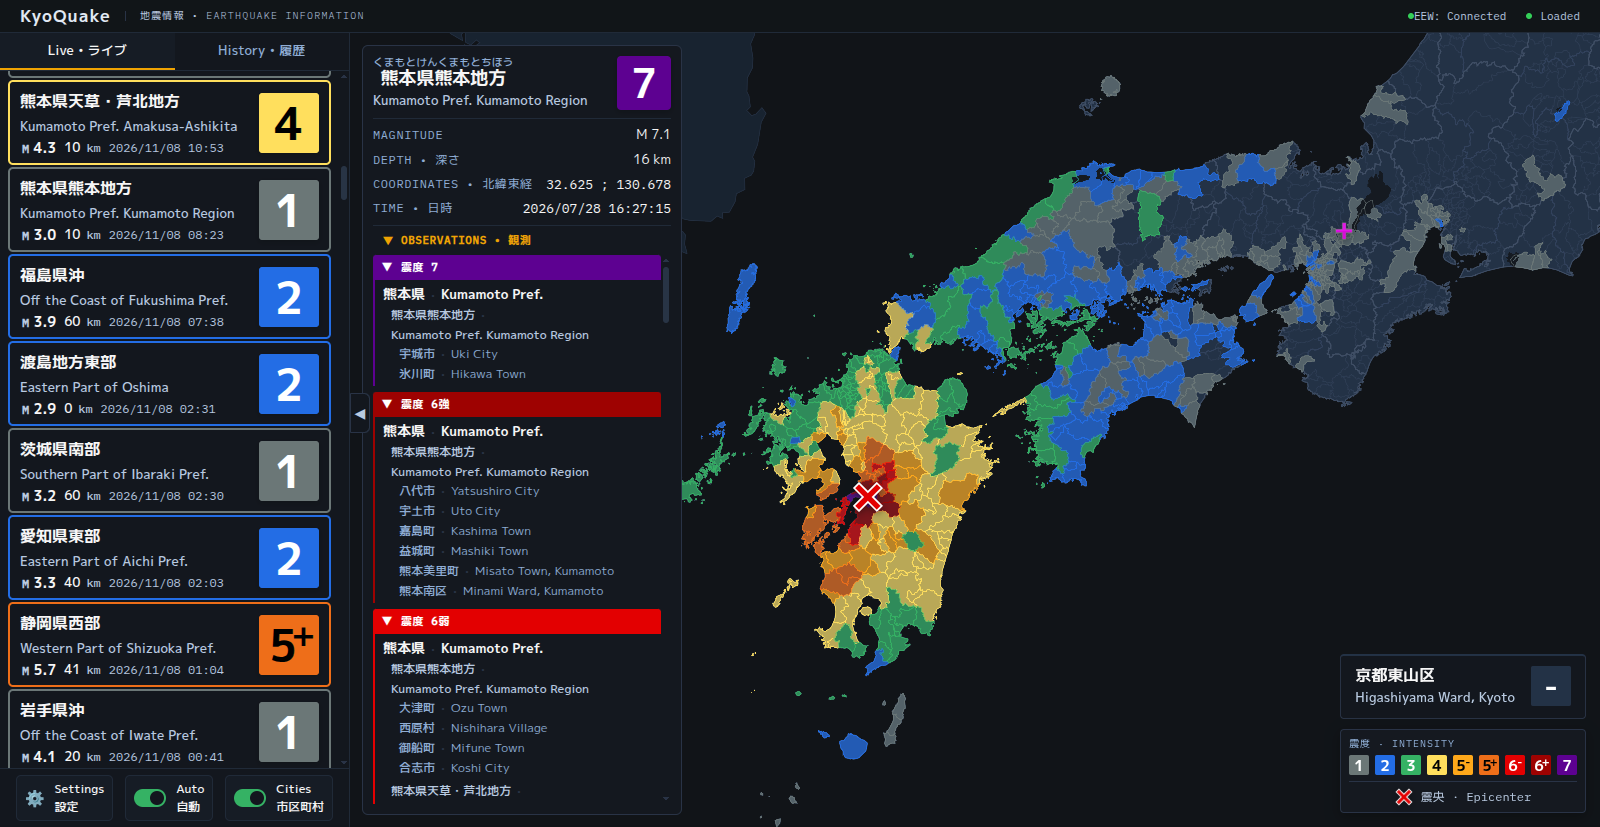 KyoQuake
地震情報 • EARTHQUAKE INFORMATION
EEW: Connected
Loaded
Live・ライブ
History・履歴
熊本県天草・芦北地方
Kumamoto Pref. Amakusa-Ashikita
M 4.3 10 km 2026/11/08 10:53
4
熊本県熊本地方
Kumamoto Pref. Kumamoto Region
M 3.0 10 km 2026/11/08 08:23
1
福島県沖
Off the Coast of Fukushima Pref.
M 3.9 60 km 2026/11/08 07:38
2
渡島地方東部
Eastern Part of Oshima
M 2.9 0 km 2026/11/08 02:31
2
茨城県南部
Southern Part of Ibaraki Pref.
M 3.2 60 km 2026/11/08 02:30
1
愛知県東部
Eastern Part of Aichi Pref.
M 3.3 40 km 2026/11/08 02:03
2
静岡県西部
Western Part of Shizuoka Pref.
M 5.7 41 km 2026/11/08 01:04
5+
岩手県沖
Off the Coast of Iwate Pref.
M 4.1 20 km 2026/11/08 00:41
1
Settings
設定
Auto
自動
Cities
市区町村
くまもとけんくまもとちほう
熊本県熊本地方
Kumamoto Pref. Kumamoto Region
7
MAGNITUDE M 7.1
DEPTH • 深さ 16 km
COORDINATES • 北緯東経 32.625 ; 130.678
TIME • 日時 2026/07/28 16:27:15
▼ OBSERVATIONS • 観測
▼ 震度 7
熊本県 · Kumamoto Pref.
熊本県熊本地方 ·
Kumamoto Pref. Kumamoto Region
宇城市 · Uki City
氷川町 · Hikawa Town
▼ 震度 6強
熊本県 · Kumamoto Pref.
熊本県熊本地方 ·
Kumamoto Pref. Kumamoto Region
八代市 · Yatsushiro City
宇土市 · Uto City
嘉島町 · Kashima Town
益城町 · Mashiki Town
熊本美里町 · Misato Town, Kumamoto
熊本南区 · Minami Ward, Kumamoto
▼ 震度 6弱
熊本県 · Kumamoto Pref.
熊本県熊本地方 ·
Kumamoto Pref. Kumamoto Region
大津町 · Ozu Town
西原村 · Nishihara Village
御船町 · Mifune Town
合志市 · Koshi City
熊本県天草・芦北地方 ·
◀
京都東山区
Higashiyama Ward, Kyoto
-
震度 · INTENSITY
1 2 3 4 5- 5+ 6- 6+ 7
震央 · Epicenter